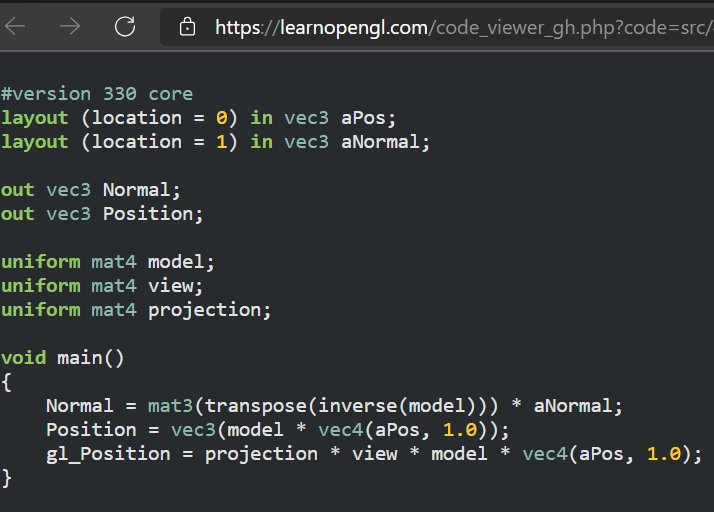 https://learnopengl.com/code_viewer_gh.php?code=src/
#version 330 core
layout (location = 0) in vec3 aPos;
layout (location = 1) in vec3 aNormal;
out vec3 Normal;
out vec3 Position;
uniform mat4 model;
uniform mat4 view;
uniform mat4 projection;
void main()
{
    Normal = mat3(transpose(inverse(model))) * aNormal;
    Position = vec3(model * vec4(aPos, 1.0));
    gl_Position = projection * view * model * vec4(aPos, 1.0);
}